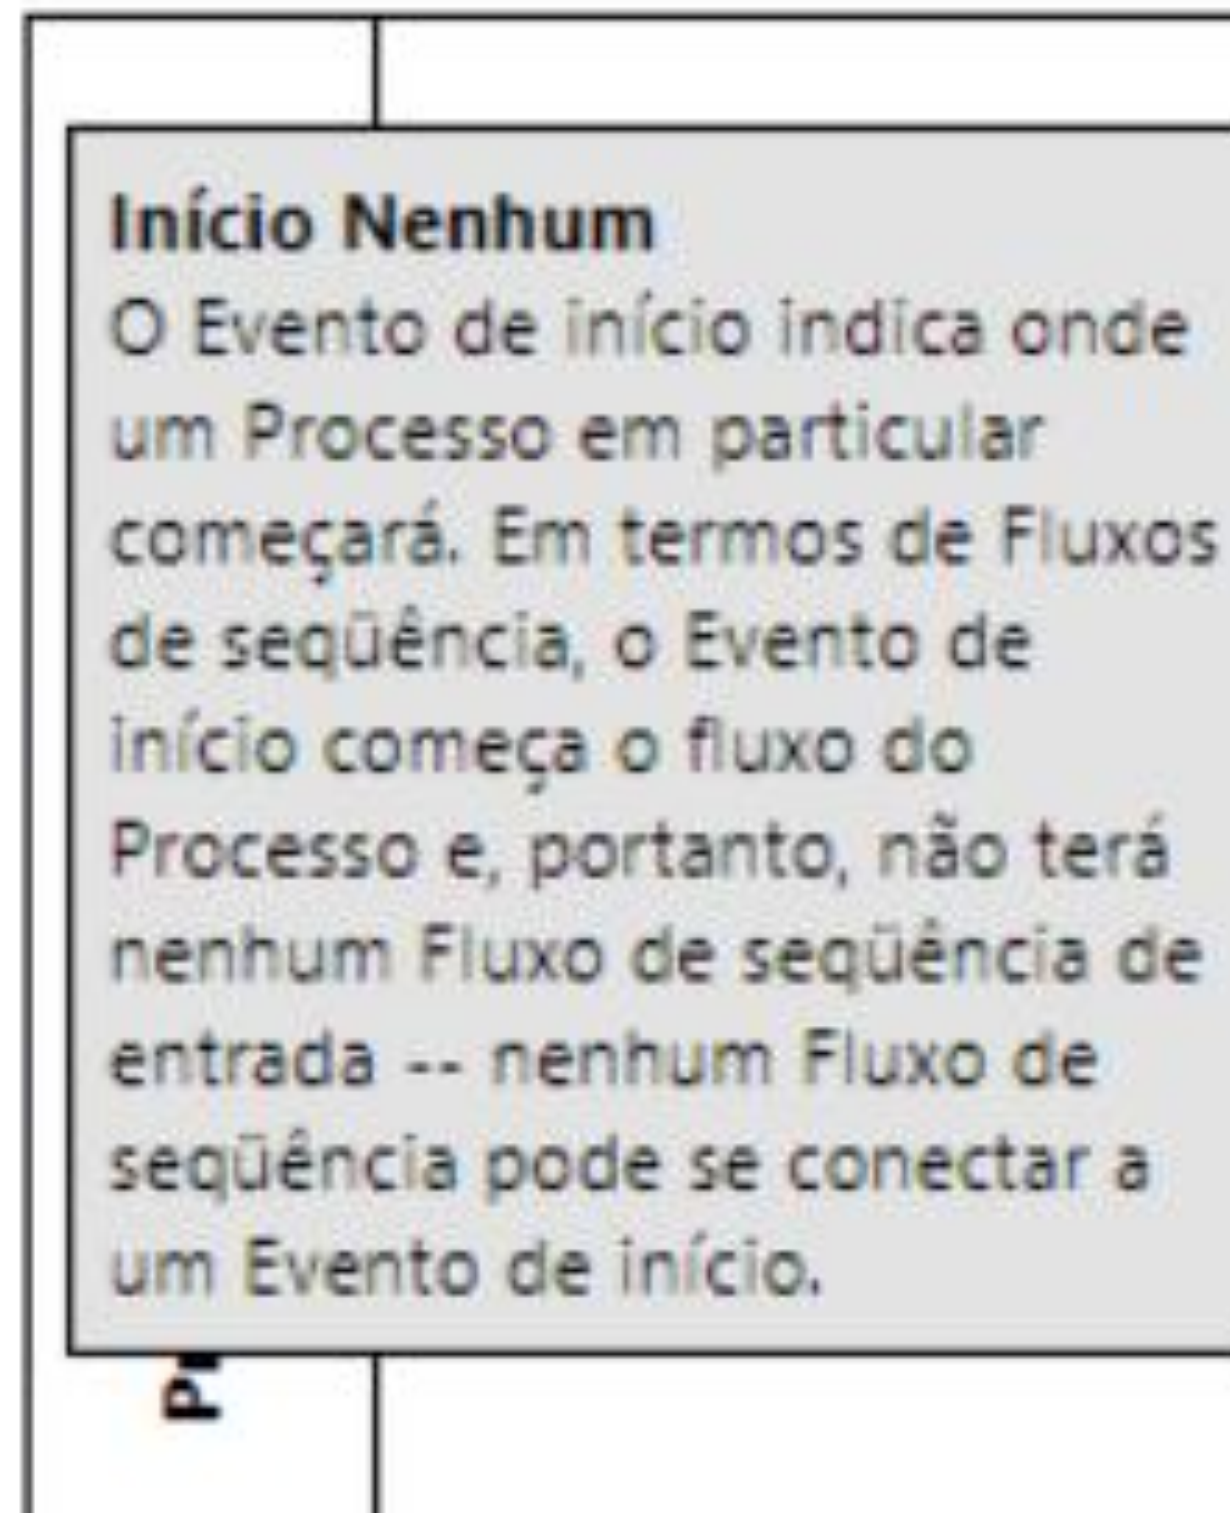 Início Nenhum
O Evento de início indica onde
um Processo em particular
começará. Em termos de Fluxos
de seqüência, o Evento de
início começa o fluxo do
Processo e, portanto, não terá
nenhum Fluxo de seqüência de
entrada -- nenhum Fluxo de
seqüência pode se conectar a
um Evento de início.